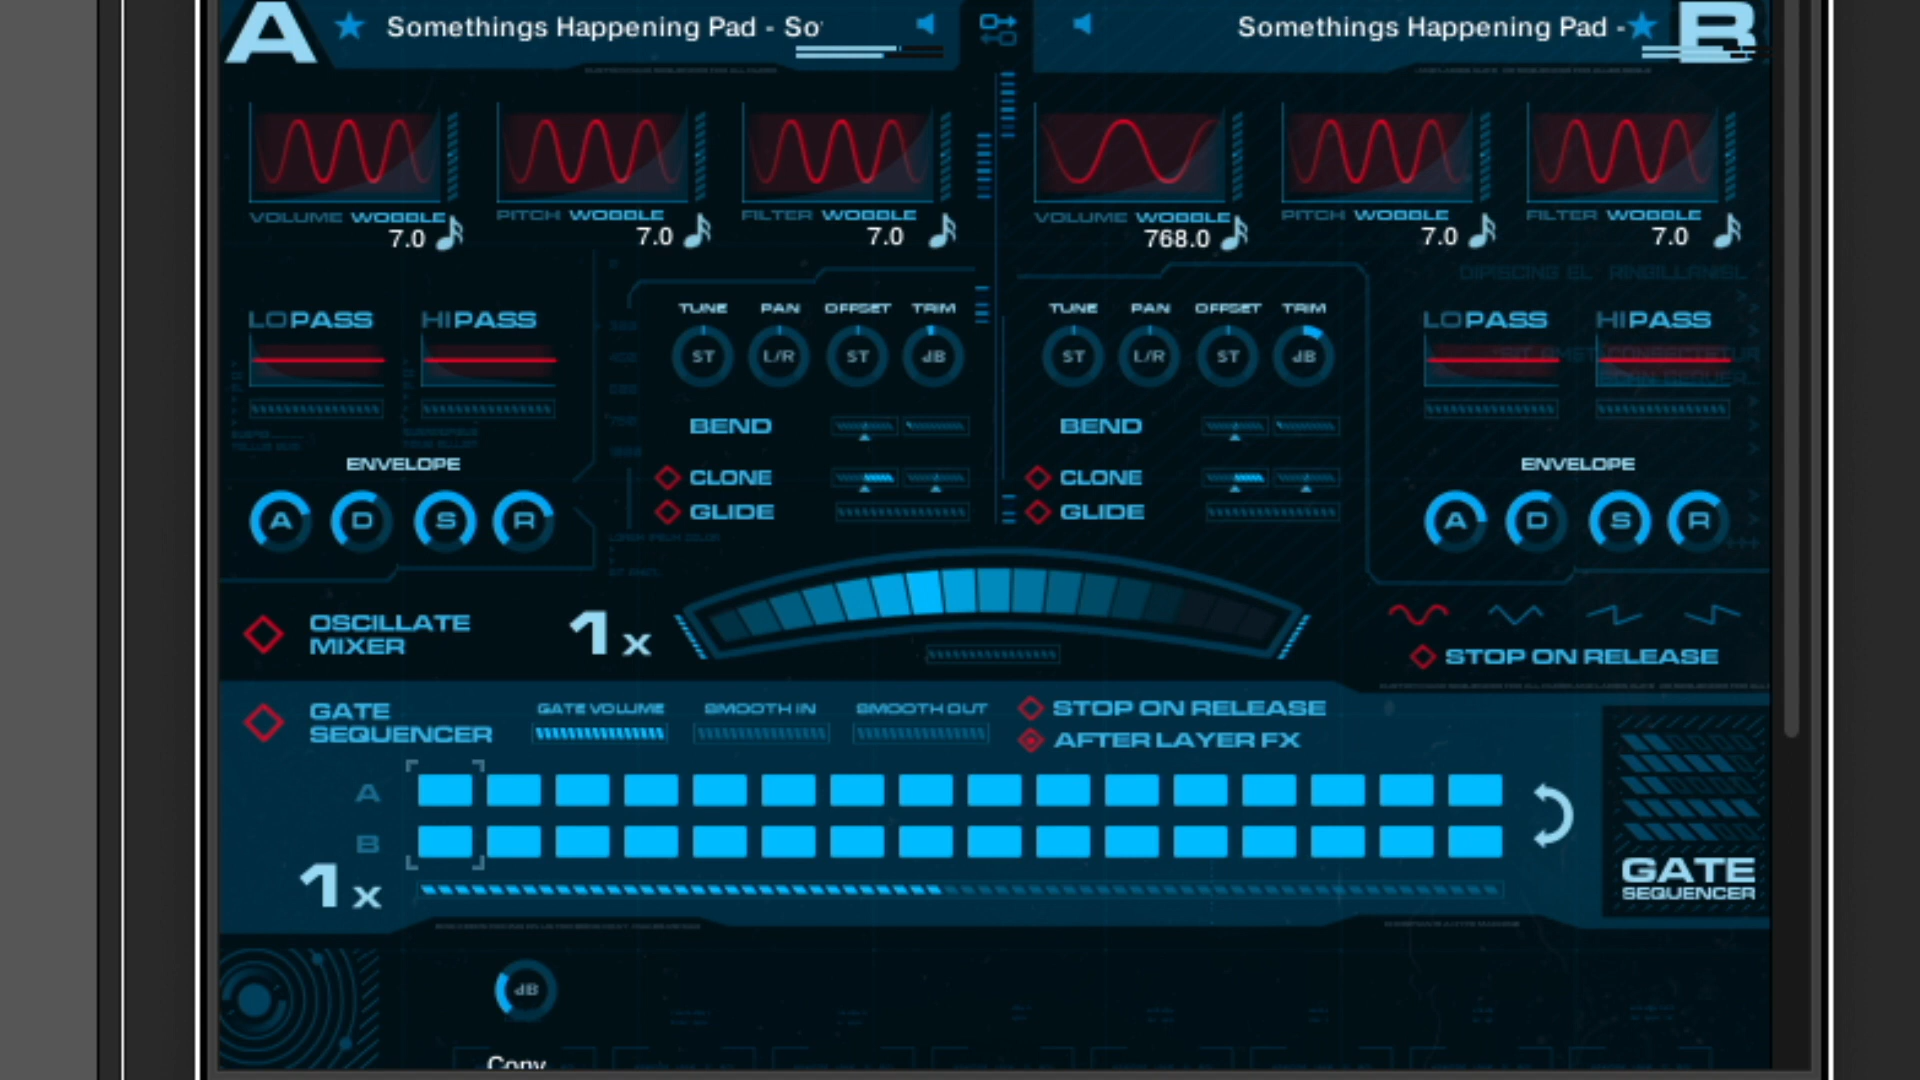 A Somethings Happening Pad - So
Somethings Happening Pad - B
VOLUME WOBBLE
7.0
PITCH WOBBLE
7.0
FILTER WOBBLE
7.0
VOLUME WOBBLE
768.0
PITCH WOBBLE
7.0
FILTER WOBBLE
7.0
LOPASS HIPASS
TUNE PAN OFFSET TRIM
ST L/R ST dB
BEND
CLONE
GLIDE
ENVELOPE
A D S R
TUNE PAN OFFSET TRIM
ST L/R ST dB
BEND
CLONE
GLIDE
LOPASS HIPASS
ENVELOPE
A D S R
OSCILLATE
MIXER
1x
STOP ON RELEASE
GATE
SEQUENCER
GATE VOLUME SMOOTH IN SMOOTH OUT
STOP ON RELEASE
AFTER LAYER FX
A
B
1x
GATE
SEQUENCER
dB
Copy